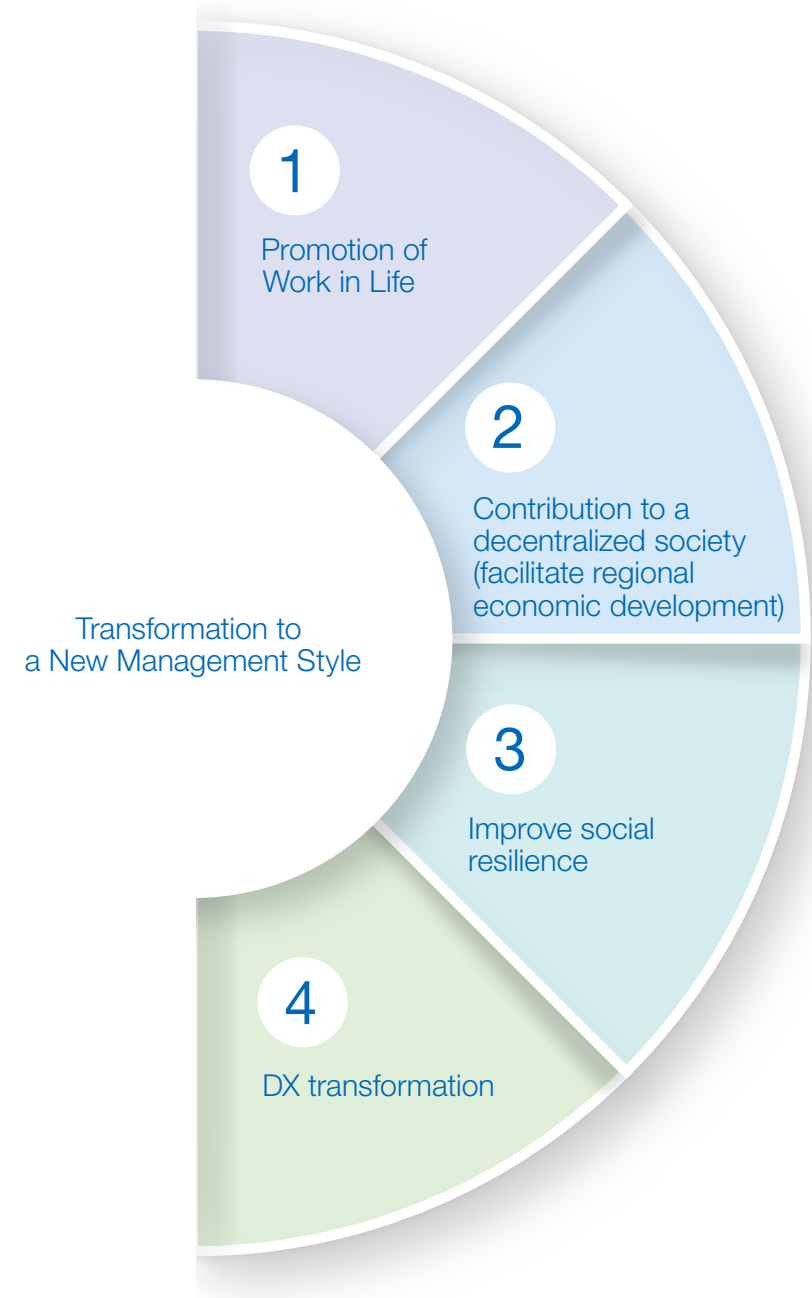 1
Promotion of
Work in Life
2
Contribution to a
decentralized society
(facilitate regional
economic development)
Transformation to
a New Management Style
3
Improve social
resilience
4
DX transformation